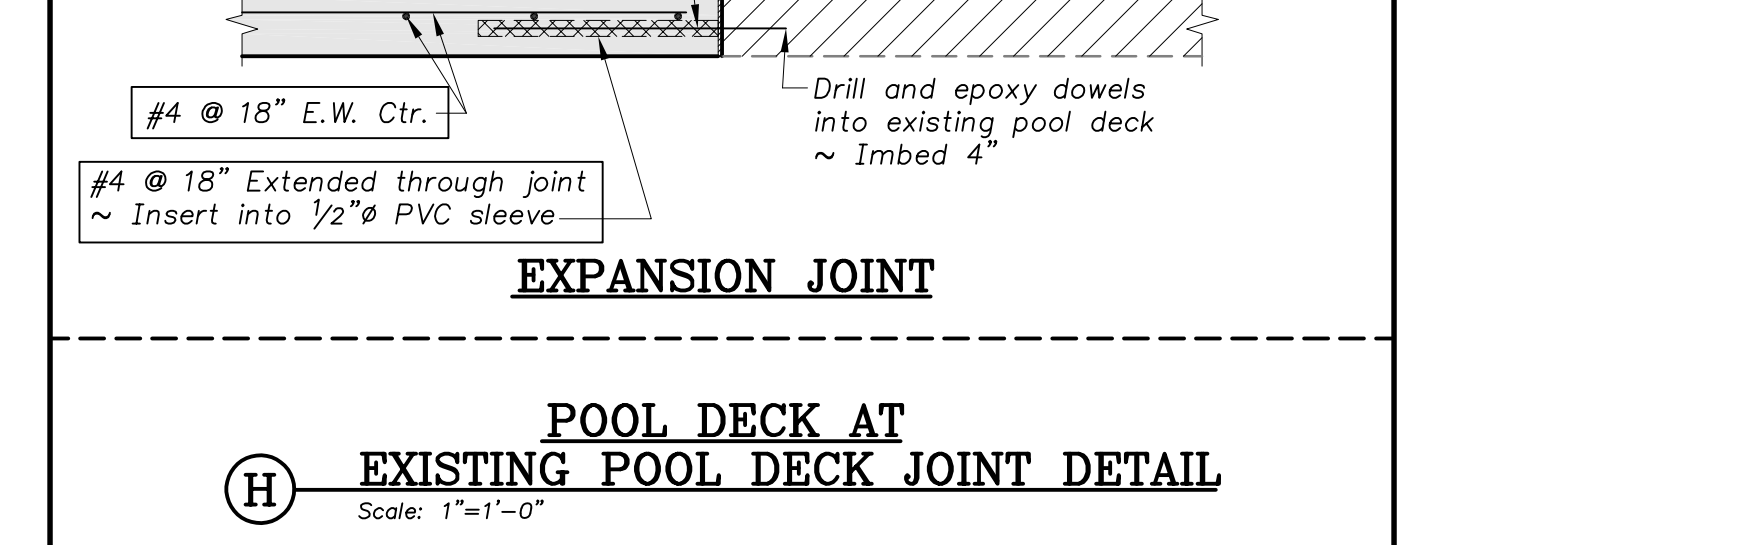 #4 @ 18" E.W. Ctr.
Drill and epoxy dowels
into existing pool deck
~ Imbed 4"
#4 @ 18" Extended through joint
~ Insert into 1/2"ø PVC sleeve
EXPANSION JOINT
POOL DECK AT
EXISTING POOL DECK JOINT DETAIL
H
Scale: 1"=1'-0"